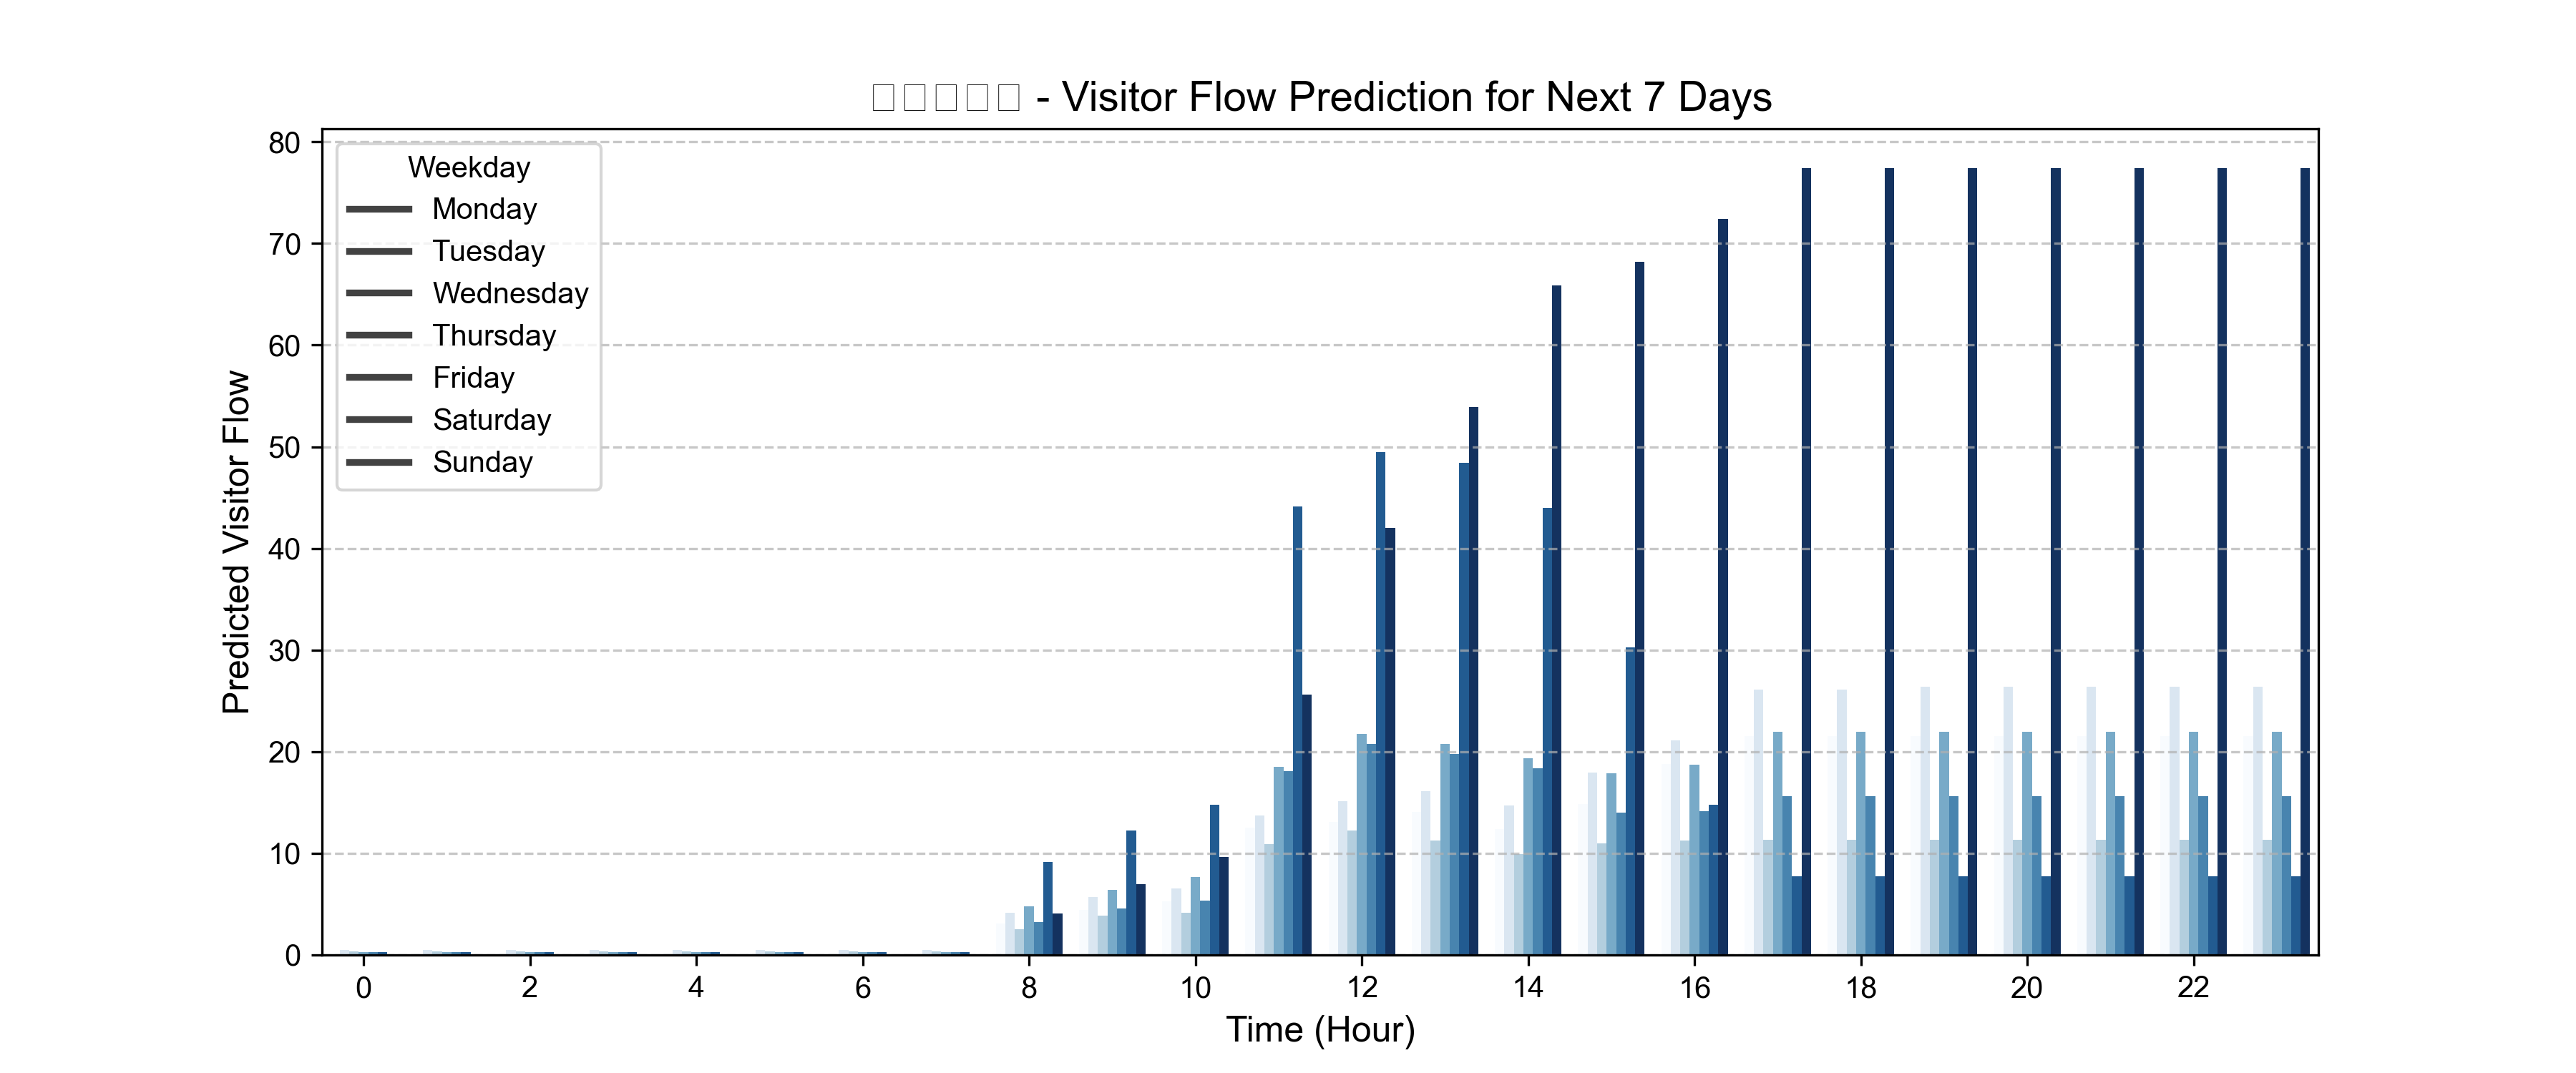 □□□□□ - Visitor Flow Prediction for Next 7 Days
80
70
60
50
40
30
20
10
0
Predicted Visitor Flow
Weekday
Monday
Tuesday
Wednesday
Thursday
Friday
Saturday
Sunday
0 2 4 6 8 10 12 14 16 18 20 22
Time (Hour)